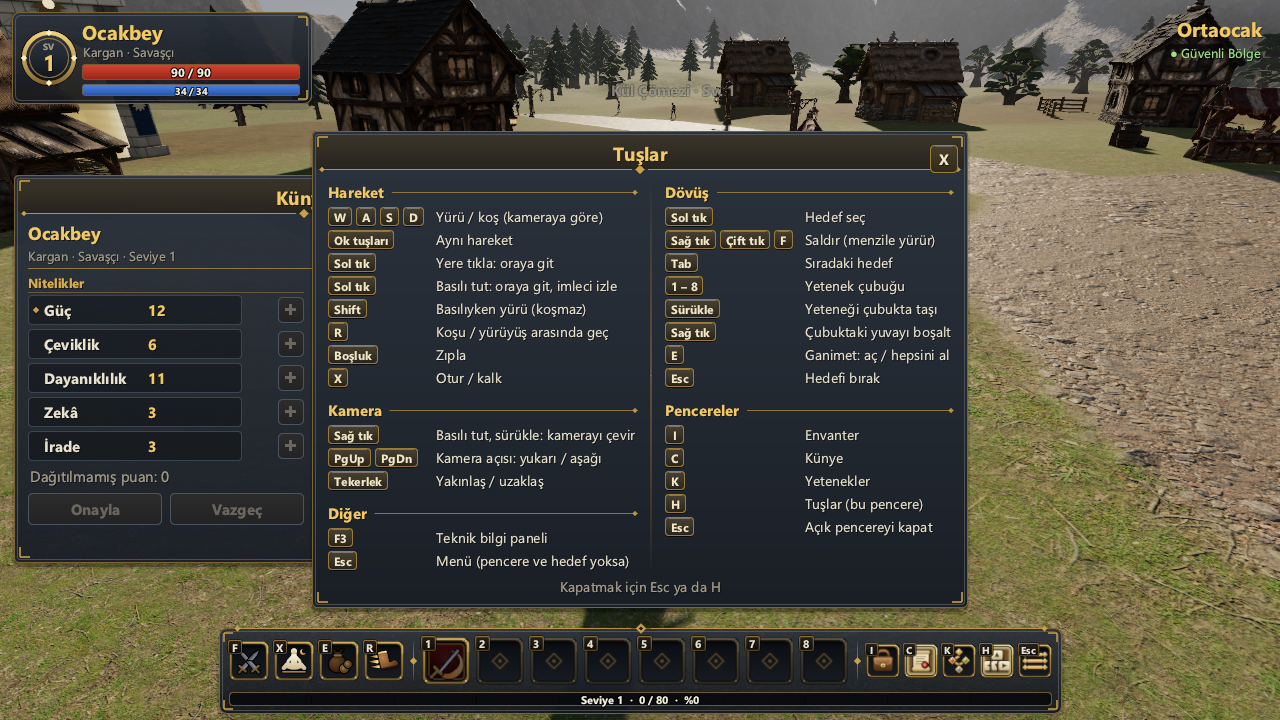 Ocakbey
SV
1
Kargan · Savaşçı
90 / 90
34 / 34
Ortaocak
● Güvenli Bölge
Kül Çömezi · Sv. 1
Tuşlar
X
Hareket
W A S D Yürü / koş (kameraya göre)
Ok tuşları Aynı hareket
Sol tık Yere tıkla: oraya git
Sol tık Basılı tut: oraya git, imleci izle
Shift Basılıyken yürü (koşmaz)
R Koşu / yürüyüş arasında geç
Boşluk Zıpla
X Otur / kalk
Kamera
Sağ tık Basılı tut, sürükle: kamerayı çevir
PgUp PgDn Kamera açısı: yukarı / aşağı
Tekerlek Yakınlaş / uzaklaş
Diğer
F3 Teknik bilgi paneli
Esc Menü (pencere ve hedef yoksa)
Dövüş
Sol tık Hedef seç
Sağ tık Çift tık F Saldır (menzile yürür)
Tab Sıradaki hedef
1 – 8 Yetenek çubuğu
Sürükle Yeteneği çubukta taşı
Sağ tık Çubuktaki yuvayı boşalt
E Ganimet: aç / hepsini al
Esc Hedefi bırak
Pencereler
I Envanter
C Künye
K Yetenekler
H Tuşlar (bu pencere)
Esc Açık pencereyi kapat
Kapatmak için Esc ya da H
Ocakbey
Kargan · Savaşçı · Seviye 1
Nitelikler
Güç 12 +
Çeviklik 6 +
Dayanıklılık 11 +
Zekâ 3 +
İrade 3 +
Dağıtılmamış puan: 0
Onayla Vazgeç
F X E R 1 2 3 4 5 6 7 8 I C K H Esc
Seviye 1 · 0 / 80 · %0